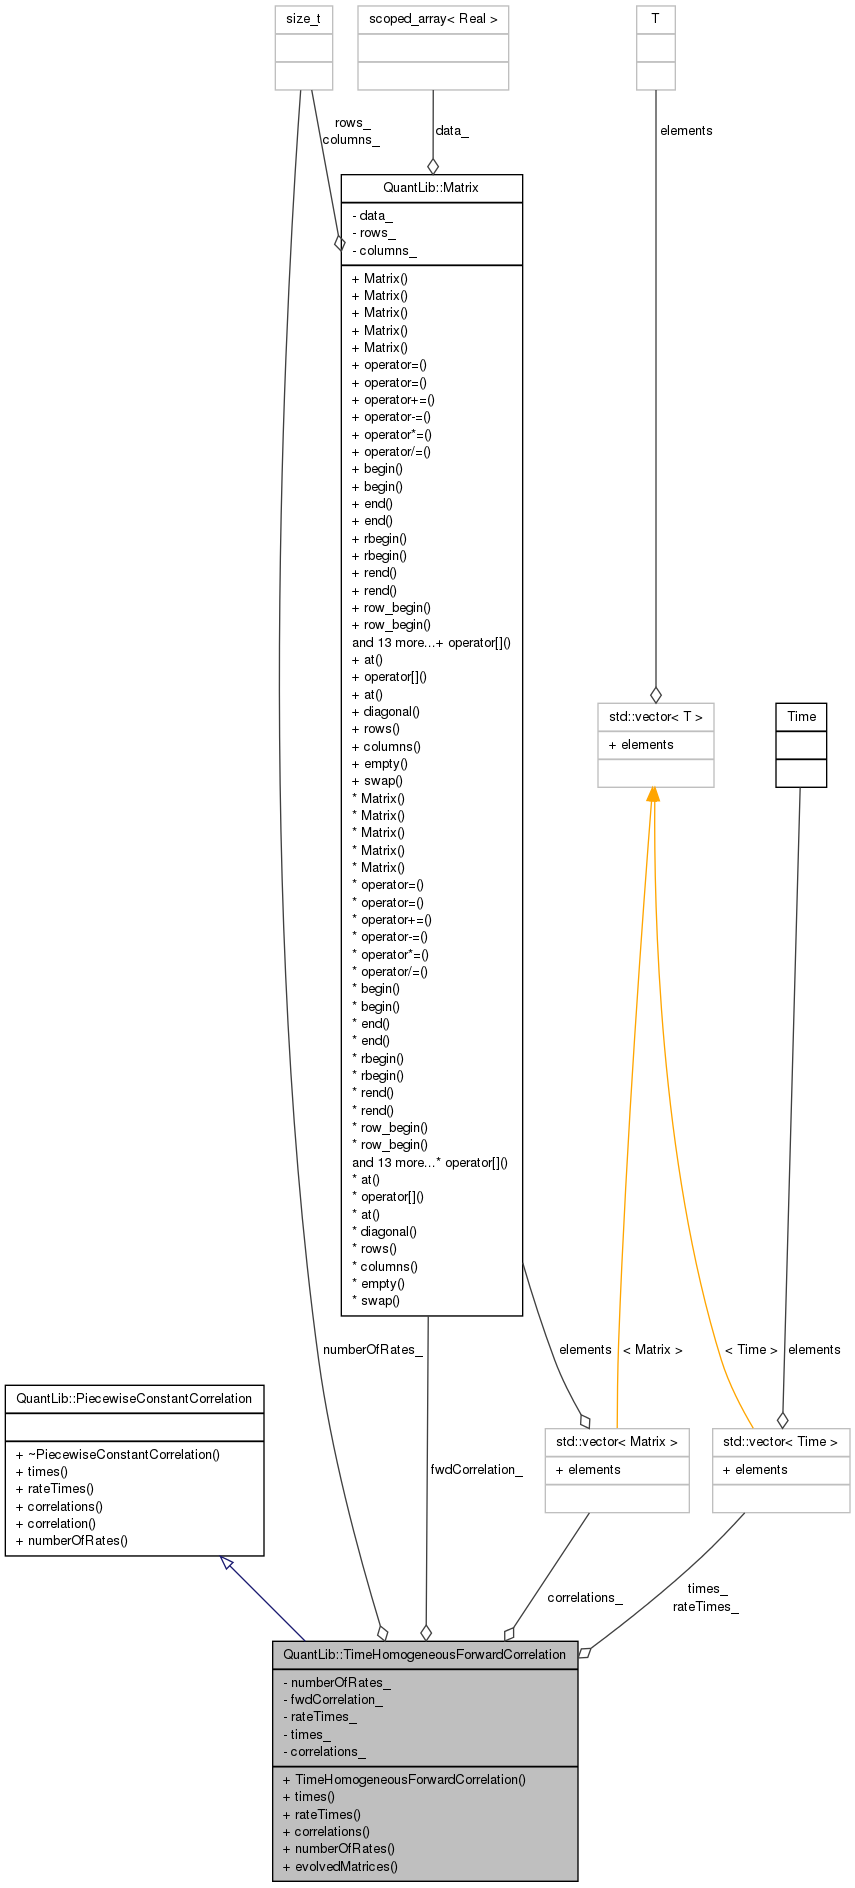 size_t
scoped_array< Real >
T
rows_
columns_
data_
elements
QuantLib::Matrix
- data_
- rows_
- columns_
+ Matrix()
+ Matrix()
+ Matrix()
+ Matrix()
+ Matrix()
+ operator=()
+ operator=()
+ operator+=()
+ operator-=()
+ operator*=()
+ operator/=()
+ begin()
+ begin()
+ end()
+ end()
+ rbegin()
+ rbegin()
+ rend()
+ rend()
+ row_begin()
+ row_begin()
and 13 more...+ operator[]()
+ at()
+ operator[]()
+ at()
+ diagonal()
+ rows()
+ columns()
+ empty()
+ swap()
* Matrix()
* Matrix()
* Matrix()
* Matrix()
* Matrix()
* operator=()
* operator=()
* operator+=()
* operator-=()
* operator*=()
* operator/=()
* begin()
* begin()
* end()
* end()
* rbegin()
* rbegin()
* rend()
* rend()
* row_begin()
* row_begin()
and 13 more...* operator[]()
* at()
* operator[]()
* at()
* diagonal()
* rows()
* columns()
* empty()
* swap()
std::vector< T >
+ elements
Time
numberOfRates_
elements
< Matrix >
< Time >
elements
QuantLib::PiecewiseConstantCorrelation
+ ~PiecewiseConstantCorrelation()
+ times()
+ rateTimes()
+ correlations()
+ correlation()
+ numberOfRates()
fwdCorrelation_
std::vector< Matrix >
+ elements
std::vector< Time >
+ elements
correlations_
times_
rateTimes_
QuantLib::TimeHomogeneousForwardCorrelation
- numberOfRates_
- fwdCorrelation_
- rateTimes_
- times_
- correlations_
+ TimeHomogeneousForwardCorrelation()
+ times()
+ rateTimes()
+ correlations()
+ numberOfRates()
+ evolvedMatrices()